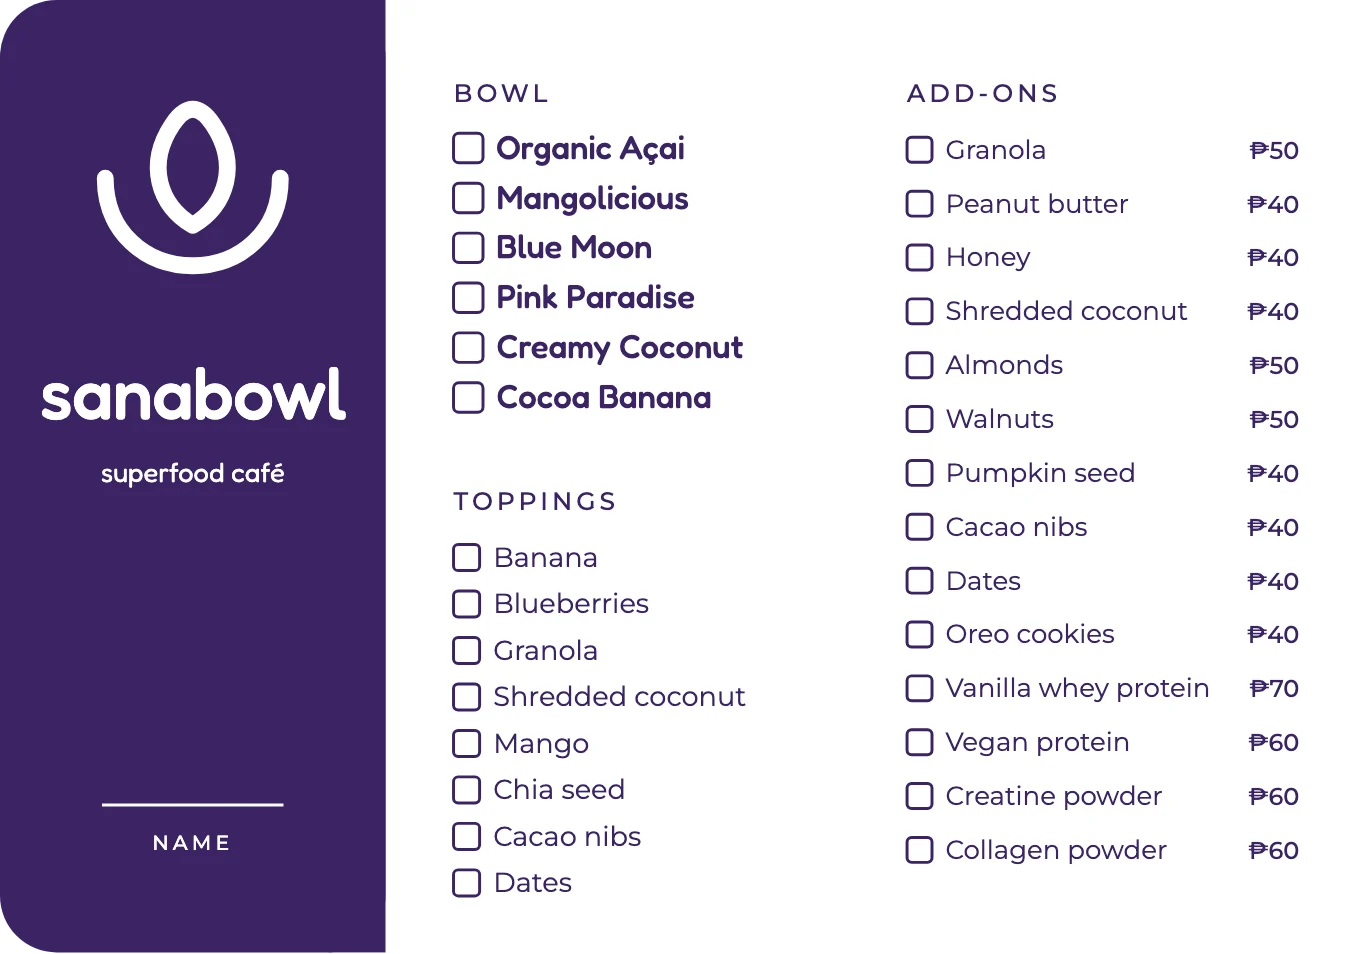 sanabowl
superfood café
NAME
BOWL
Organic Açai
Mangolicious
Blue Moon
Pink Paradise
Creamy Coconut
Cocoa Banana
TOPPINGS
Banana
Blueberries
Granola
Shredded coconut
Mango
Chia seed
Cacao nibs
Dates
ADD-ONS
Granola ₱50
Peanut butter ₱40
Honey ₱40
Shredded coconut ₱40
Almonds ₱50
Walnuts ₱50
Pumpkin seed ₱40
Cacao nibs ₱40
Dates ₱40
Oreo cookies ₱40
Vanilla whey protein ₱70
Vegan protein ₱60
Creatine powder ₱60
Collagen powder ₱60